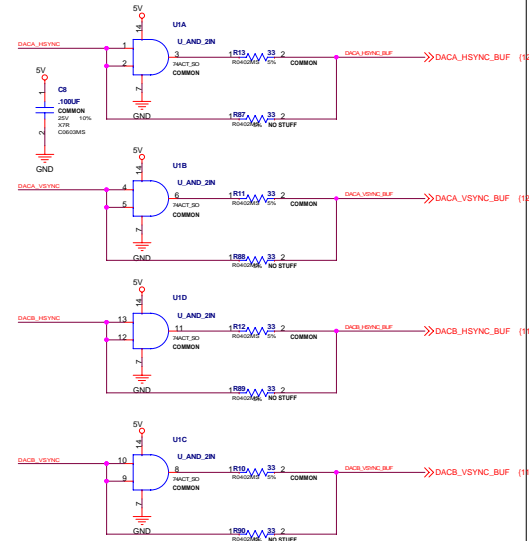 5V
14
U1A
U_AND_2IN
DACA_HSYNC
1
2
3
74ACT_SO
COMMON
7
GND
1 R13 33 2
R0402MS 5%
COMMON
DACA_HSYNC_BUF
DACA_HSYNC_BUF (12
5V
1
C8
.100UF
COMMON
25V 10%
X7R
C0603MS
2
GND
1 R87 33 2
R0402MS NO STUFF
5V
14
U1B
U_AND_2IN
DACA_VSYNC
4
5
6
74ACT_SO
COMMON
7
GND
1 R11 33 2
R0402MS 5%
COMMON
DACA_VSYNC_BUF
DACA_VSYNC_BUF (12
1 R88 33 2
R0402MS NO STUFF
5V
14
U1D
U_AND_2IN
DACB_HSYNC
13
12
11
74ACT_SO
COMMON
7
GND
1 R12 33 2
R0402MS 5%
COMMON
DACB_HSYNC_BUF
DACB_HSYNC_BUF (11
1 R89 33 2
R0402MS NO STUFF
5V
14
U1C
U_AND_2IN
DACB_VSYNC
10
9
8
74ACT_SO
COMMON
7
GND
1 R10 33 2
R0402MS 5%
COMMON
DACB_VSYNC_BUF
DACB_VSYNC_BUF (11
1 R90 33 2
R0402MS NO STUFF